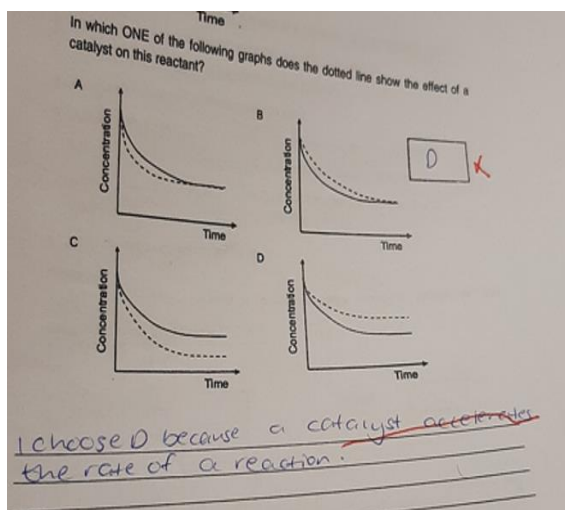 Time
In which ONE of the following graphs does the dotted line show the effect of a
catalyst on this reactant?
A
Concentration
Time
B
Concentration
Time
D
C
Concentration
Time
D
Concentration
Time
I choose D because a catalyst accelerates
the rate of a reaction.